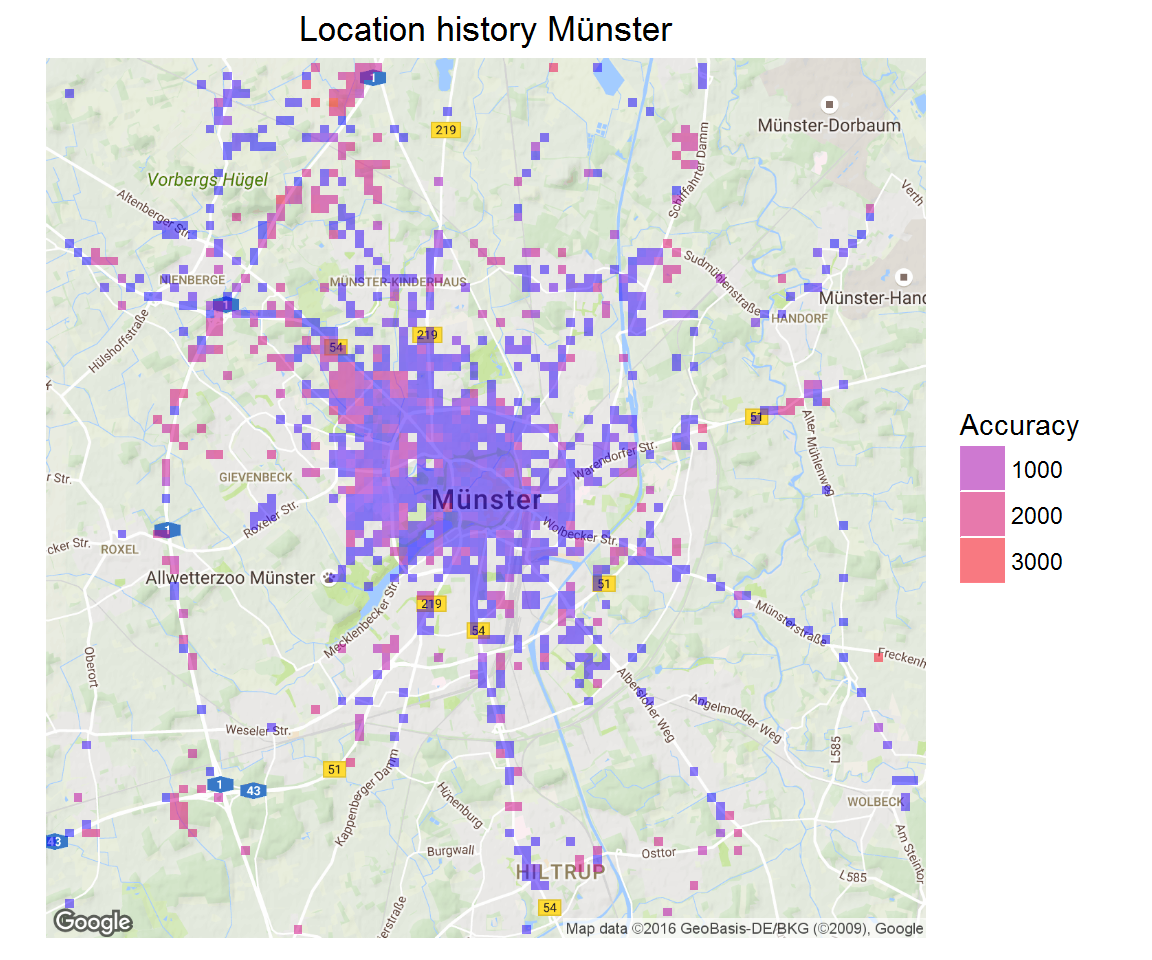 Location history Münster
1
219
Münster-Dorbaum
Vorbergs Hügel
Schiffahrter Damm
Verth
Altenberger Str.
NIENBERGE
MÜNSTER-KINDERHAUS
Sudmühlenstraße
Münster-Hand
1
HANDORF
Hülshoffstraße
219
54
51
Accuracy
1000
2000
3000
Alter Mühlenweg
Warendorfer Str.
r Str.
GIEVENBECK
Münster
Roxeler Str.
1
Wolbecker Str.
cker Str.
ROXEL
Allwetterzoo Münster
51
219
Mecklenbecker Str.
54
Münsterstraße
Oberort
Freckenh
Albersloher Weg
Angelmodder Weg
Weseler Str.
L585
51
Kappenberger Damm
1
43
Hünenburg
WOLBECK
43
Am Steintor
Burgwall
Osttor
HILTRUP
L585
54
erstraße
Google
Map data ©2016 GeoBasis-DE/BKG (©2009), Google